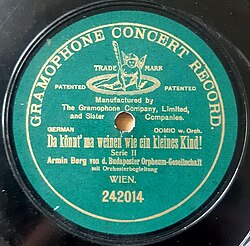 GRAMOPHONE CONCERT RECORD.
TRADE MARK
PATENTED PATENTED
Manufactured by
The Gramophone Company, Limited,
and Sister Companies.
GERMAN COMIC w. Orch.
Da könnt' ma weinen wie ein kleines Kind!
Serie II
Armin Berg von d. Budapester Orpheum-Gesellschaft
mit Orchesterbegleitung
WIEN.
242014